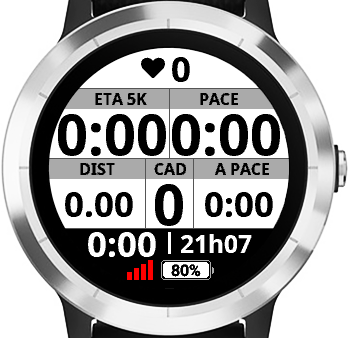 0
ETA 5K PACE
0:00 0:00
DIST CAD A PACE
0.00 0 0:00
0:00 | 21h07
80%